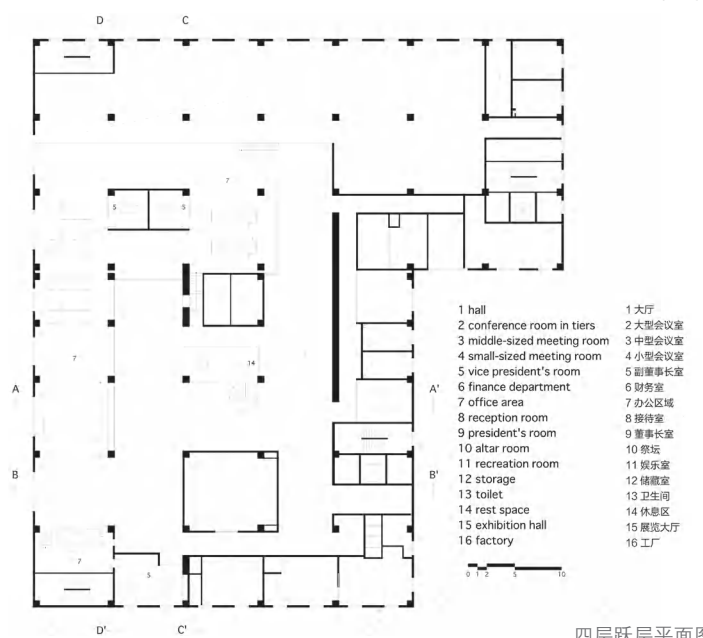 D C
7
5 5
7
14
A A'
B B'
7
5
D' C'
1 hall
2 conference room in tiers
3 middle-sized meeting room
4 small-sized meeting room
5 vice president's room
6 finance department
7 office area
8 reception room
9 president's room
10 altar room
11 recreation room
12 storage
13 toilet
14 rest space
15 exhibition hall
16 factory
1 大厅
2 大型会议室
3 中型会议室
4 小型会议室
5 副董事长室
6 财务室
7 办公区域
8 接待室
9 董事长室
10 祭坛
11 娱乐室
12 储藏室
13 卫生间
14 休息区
15 展览大厅
16 工厂
0 1 2 5 10
四层跃层平面图